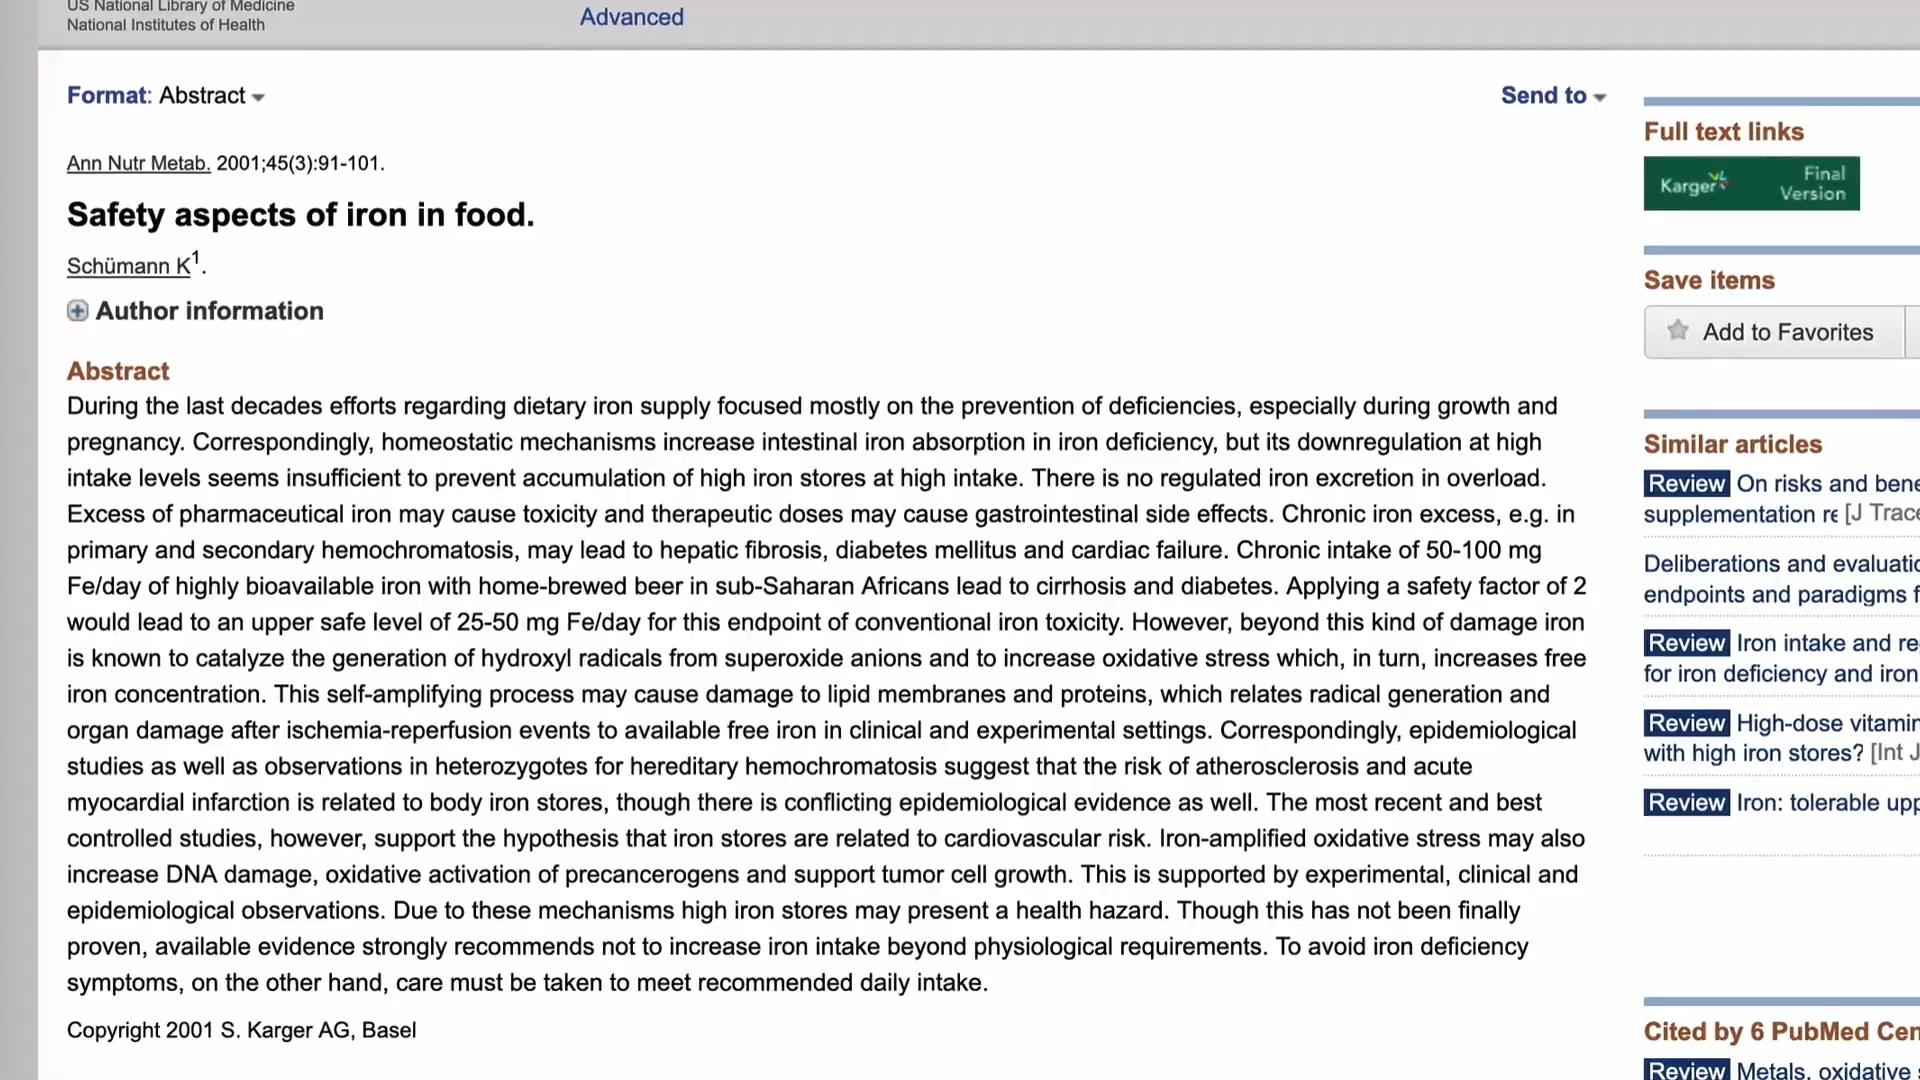 US National Library of Medicine
National Institutes of Health
Advanced
Format: Abstract
Send to
Ann Nutr Metab. 2001;45(3):91-101.
Safety aspects of iron in food.
Schümann K1.
Author information
Abstract
During the last decades efforts regarding dietary iron supply focused mostly on the prevention of deficiencies, especially during growth and
pregnancy. Correspondingly, homeostatic mechanisms increase intestinal iron absorption in iron deficiency, but its downregulation at high
intake levels seems insufficient to prevent accumulation of high iron stores at high intake. There is no regulated iron excretion in overload.
Excess of pharmaceutical iron may cause toxicity and therapeutic doses may cause gastrointestinal side effects. Chronic iron excess, e.g. in
primary and secondary hemochromatosis, may lead to hepatic fibrosis, diabetes mellitus and cardiac failure. Chronic intake of 50-100 mg
Fe/day of highly bioavailable iron with home-brewed beer in sub-Saharan Africans lead to cirrhosis and diabetes. Applying a safety factor of 2
would lead to an upper safe level of 25-50 mg Fe/day for this endpoint of conventional iron toxicity. However, beyond this kind of damage iron
is known to catalyze the generation of hydroxyl radicals from superoxide anions and to increase oxidative stress which, in turn, increases free
iron concentration. This self-amplifying process may cause damage to lipid membranes and proteins, which relates radical generation and
organ damage after ischemia-reperfusion events to available free iron in clinical and experimental settings. Correspondingly, epidemiological
studies as well as observations in heterozygotes for hereditary hemochromatosis suggest that the risk of atherosclerosis and acute
myocardial infarction is related to body iron stores, though there is conflicting epidemiological evidence as well. The most recent and best
controlled studies, however, support the hypothesis that iron stores are related to cardiovascular risk. Iron-amplified oxidative stress may also
increase DNA damage, oxidative activation of precancerogens and support tumor cell growth. This is supported by experimental, clinical and
epidemiological observations. Due to these mechanisms high iron stores may present a health hazard. Though this has not been finally
proven, available evidence strongly recommends not to increase iron intake beyond physiological requirements. To avoid iron deficiency
symptoms, on the other hand, care must be taken to meet recommended daily intake.
Copyright 2001 S. Karger AG, Basel
Full text links
Karger Final
Version
Save items
Add to Favorites
Similar articles
Review On risks and bene
supplementation re [J Trace
Deliberations and evaluatio
endpoints and paradigms f
Review Iron intake and re
for iron deficiency and iron
Review High-dose vitamin
with high iron stores? [Int J
Review Iron: tolerable upp
Cited by 6 PubMed Cen
Review Metals, oxidative s